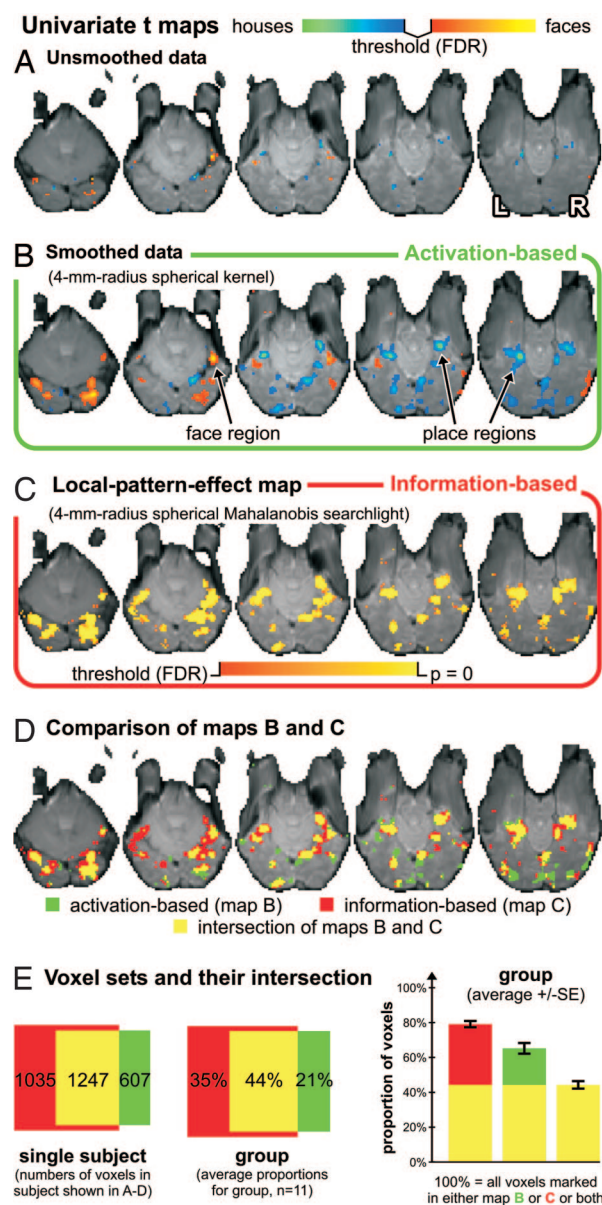 Univariate t maps
houses
faces
threshold (FDR)
A Unsmoothed data
L R
B Smoothed data
Activation-based
(4-mm-radius spherical kernel)
face region
place regions
C Local-pattern-effect map
Information-based
(4-mm-radius spherical Mahalanobis searchlight)
threshold (FDR)
p = 0
D Comparison of maps B and C
activation-based (map B)
information-based (map C)
intersection of maps B and C
E Voxel sets and their intersection
1035 1247 607
single subject
(numbers of voxels in
subject shown in A-D)
35% 44% 21%
group
(average proportions
for group, n=11)
group
(average +/-SE)
proportion of voxels
100%
80%
60%
40%
20%
0%
100% = all voxels marked
in either map B or C or both